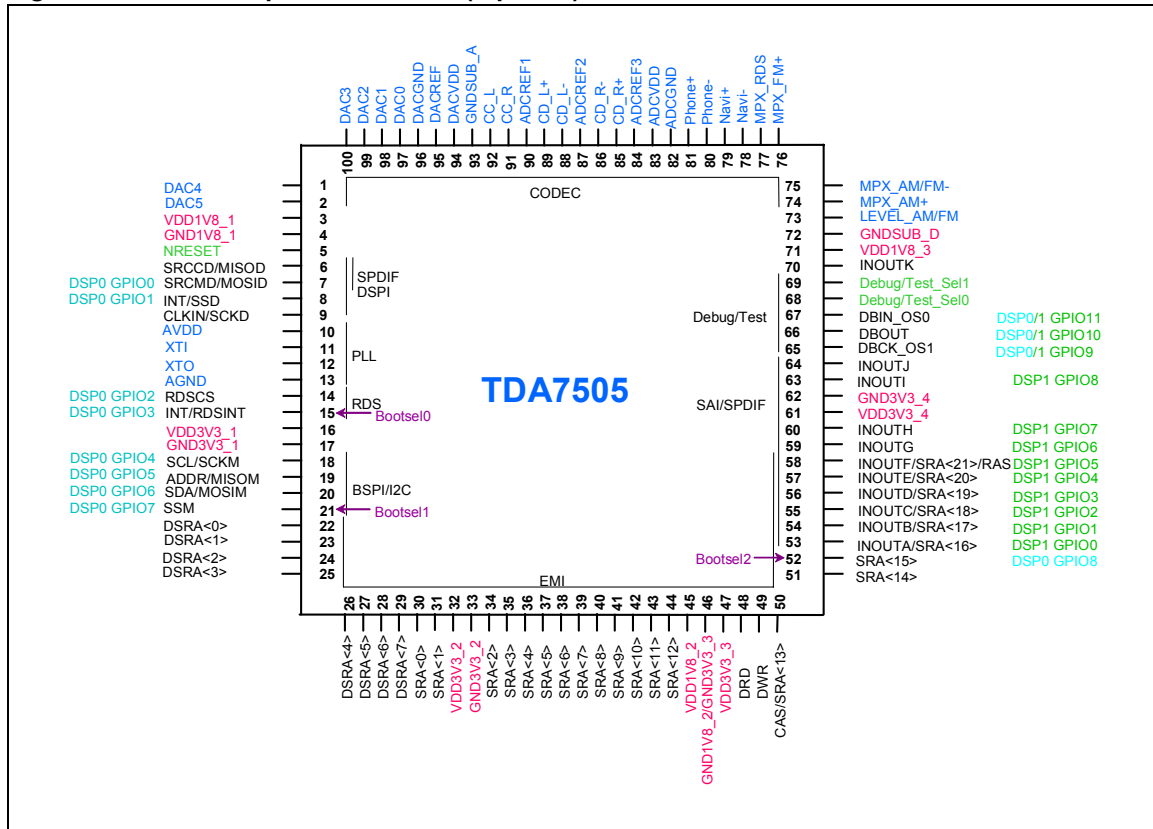 DAC3
DAC2
DAC1
DAC0
DACGND
DACREF
DACVDD
GNDSUB_A
CC_L
CC_R
ADCREF1
CD_L+
CD_L-
ADCREF2
CD_R-
CD_R+
ADCREF3
ADCVDD
ADCGND
Phone+
Phone-
Navi+
Navi-
MPX_RDS
MPX_FM+
100 99 98 97 96 95 94 93 92 91 90 89 88 87 86 85 84 83 82 81 80 79 78 77 76
CODEC
DAC4 1
DAC5 2
VDD1V8_1 3
GND1V8_1 4
NRESET 5
SRCCD/MISOD 6
DSP0 GPIO0 SRCMD/MOSID 7
DSP0 GPIO1 INT/SSD 8
CLKIN/SCKD 9
AVDD 10
XTI 11
XTO 12
AGND 13
DSP0 GPIO2 RDSCS 14
DSP0 GPIO3 INT/RDSINT 15
VDD3V3_1 16
GND3V3_1 17
DSP0 GPIO4 SCL/SCKM 18
DSP0 GPIO5 ADDR/MISOM 19
DSP0 GPIO6 SDA/MOSIM 20
DSP0 GPIO7 SSM 21
DSRA<0> 22
DSRA<1> 23
DSRA<2> 24
DSRA<3> 25
SPDIF
DSPI
PLL
RDS
Bootsel0
BSPI/I2C
Bootsel1
TDA7505
Debug/Test
SAI/SPDIF
Bootsel2
EMI
75 MPX_AM/FM-
74 MPX_AM+
73 LEVEL_AM/FM
72 GNDSUB_D
71 VDD1V8_3
70 INOUTK
69 Debug/Test_Sel1
68 Debug/Test_Sel0
67 DBIN_OS0 DSP0/1 GPIO11
66 DBOUT DSP0/1 GPIO10
65 DBCK_OS1 DSP0/1 GPIO9
64 INOUTJ
63 INOUTI DSP1 GPIO8
62 GND3V3_4
61 VDD3V3_4
60 INOUTH DSP1 GPIO7
59 INOUTG DSP1 GPIO6
58 INOUTF/SRA<21>/RAS DSP1 GPIO5
57 INOUTE/SRA<20> DSP1 GPIO4
56 INOUTD/SRA<19> DSP1 GPIO3
55 INOUTC/SRA<18> DSP1 GPIO2
54 INOUTB/SRA<17> DSP1 GPIO1
53 INOUTA/SRA<16> DSP1 GPIO0
52 SRA<15> DSP0 GPIO8
51 SRA<14>
26 27 28 29 30 31 32 33 34 35 36 37 38 39 40 41 42 43 44 45 46 47 48 49 50
DSRA<4>
DSRA<5>
DSRA<6>
DSRA<7>
SRA<0>
SRA<1>
VDD3V3_2
GND3V3_2
SRA<2>
SRA<3>
SRA<4>
SRA<5>
SRA<6>
SRA<7>
SRA<8>
SRA<9>
SRA<10>
SRA<11>
SRA<12>
VDD1V8_2
GND1V8_2/GND3V3_3
VDD3V3_3
DRD
DWR
CAS/SRA<13>